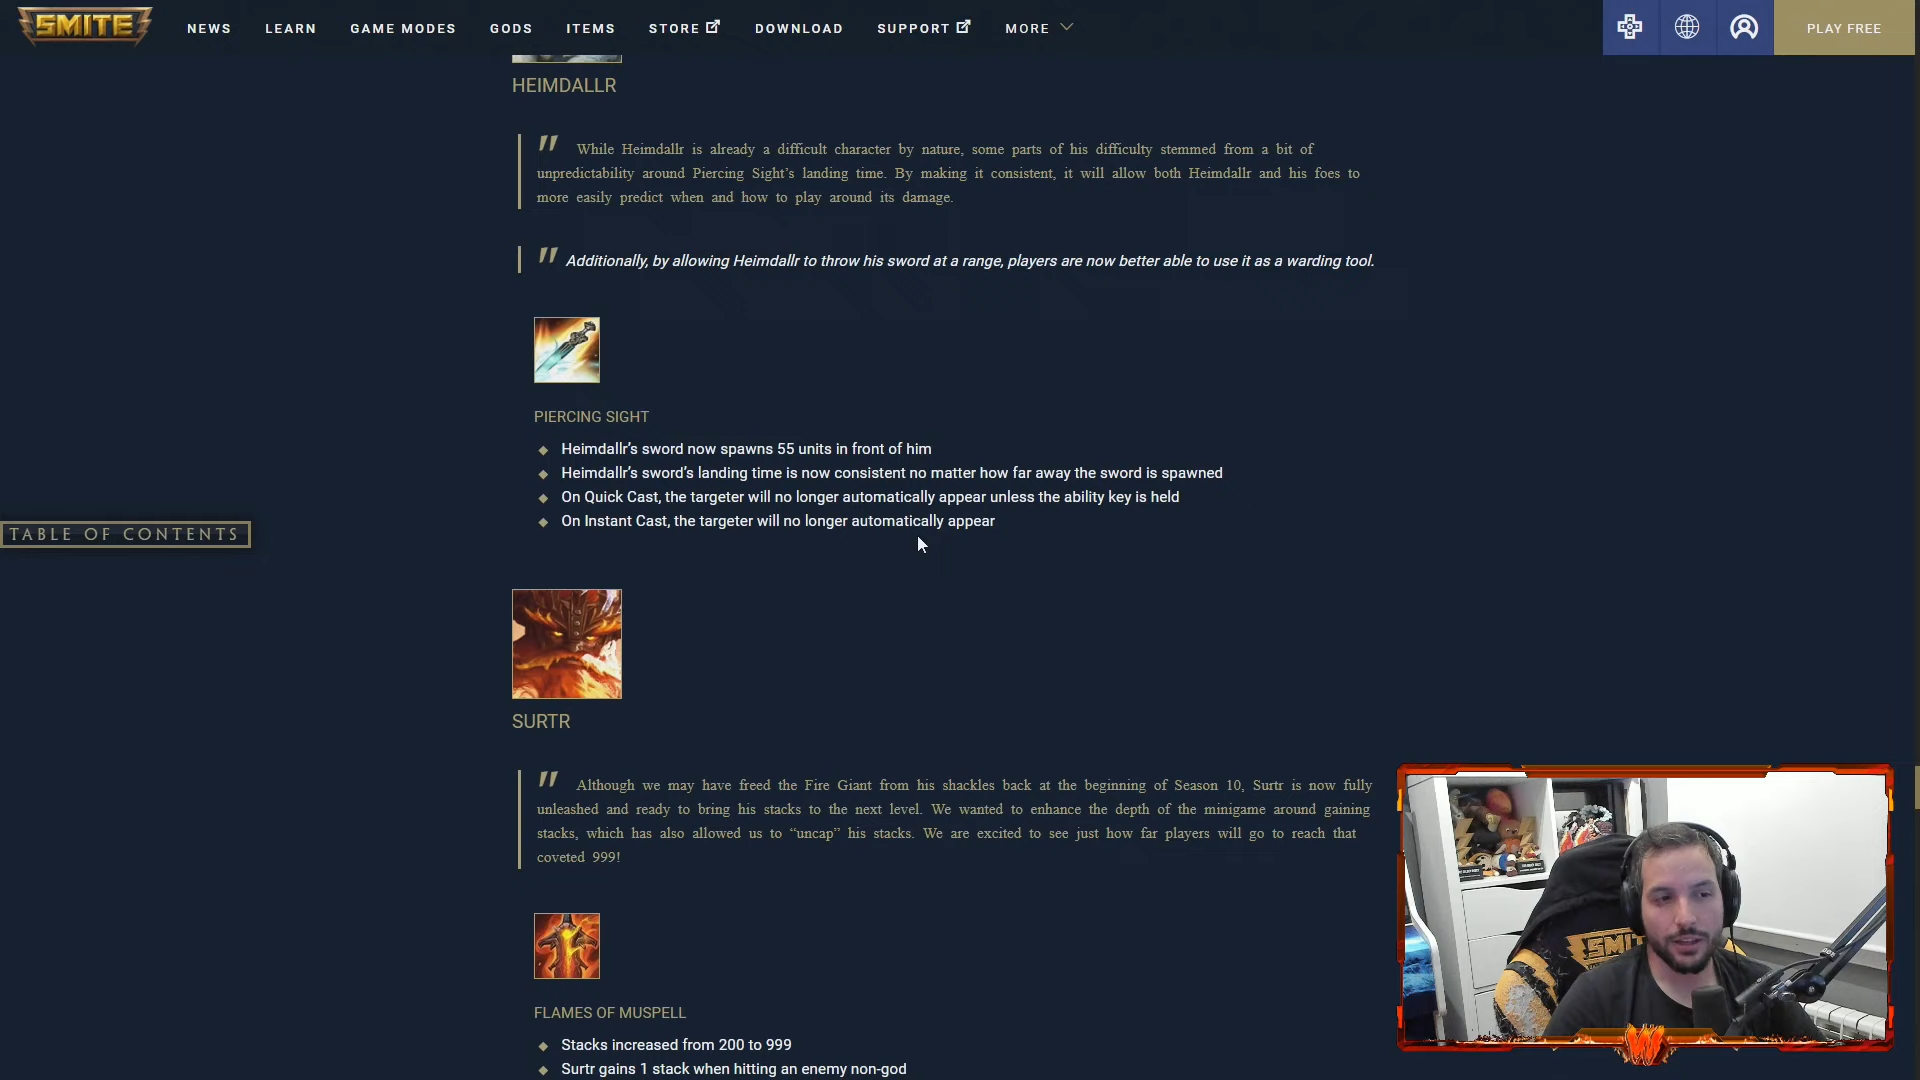 SMITE
NEWS
LEARN
GAME MODES
GODS
ITEMS
STORE
DOWNLOAD
SUPPORT
MORE
PLAY FREE
HEIMDALLR
" While Heimdallr is already a difficult character by nature, some parts of his difficulty stemmed from a bit of
unpredictability around Piercing Sight's landing time. By making it consistent, it will allow both Heimdallr and his foes to
more easily predict when and how to play around its damage.
" Additionally, by allowing Heimdallr to throw his sword at a range, players are now better able to use it as a warding tool.
PIERCING SIGHT
Heimdallr's sword now spawns 55 units in front of him
Heimdallr's sword's landing time is now consistent no matter how far away the sword is spawned
On Quick Cast, the targeter will no longer automatically appear unless the ability key is held
On Instant Cast, the targeter will no longer automatically appear
TABLE OF CONTENTS
SURTR
" Although we may have freed the Fire Giant from his shackles back at the beginning of Season 10, Surtr is now fully
unleashed and ready to bring his stacks to the next level. We wanted to enhance the depth of the minigame around gaining
stacks, which has also allowed us to “uncap” his stacks. We are excited to see just how far players will go to reach that
coveted 999!
FLAMES OF MUSPELL
Stacks increased from 200 to 999
Surtr gains 1 stack when hitting an enemy non-god
SMIT